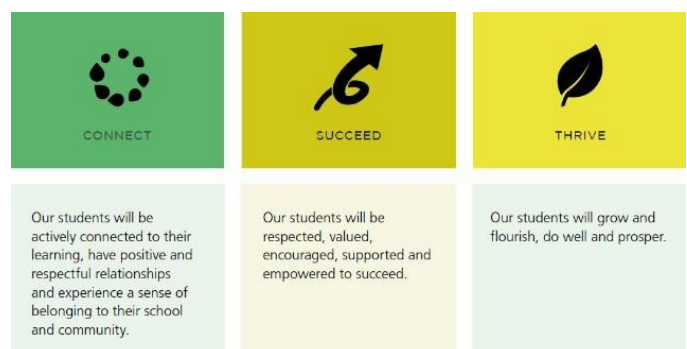 CONNECT
Our students will be
actively connected to their
learning, have positive and
respectful relationships
and experience a sense of
belonging to their school
and community.
SUCCEED
Our students will be
respected, valued,
encouraged, supported and
empowered to succeed.
THRIVE
Our students will grow and
flourish, do well and prosper.